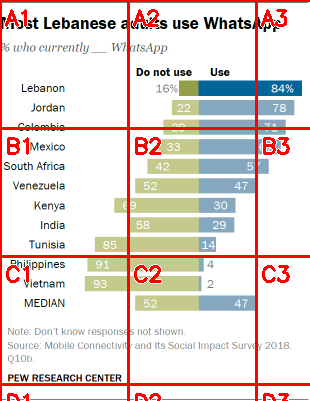 Most Lebanese adults use WhatsApp
% who currently __ WhatsApp
Do not use Use
Lebanon 16% 84%
Jordan 22 78
Colombia 29 71
Mexico 33
South Africa 42 57
Venezuela 52 47
Kenya 69 30
India 58 29
Tunisia 85 14
Philippines 91 4
Vietnam 93 2
MEDIAN 52 47
Note: Don't know responses not shown.
Source: Mobile Connectivity and Its Social Impact Survey 2018.
Q10b.
PEW RESEARCH CENTER
A1 A2 A3
B1 B2 B3
C1 C2 C3
D1 D2 D3